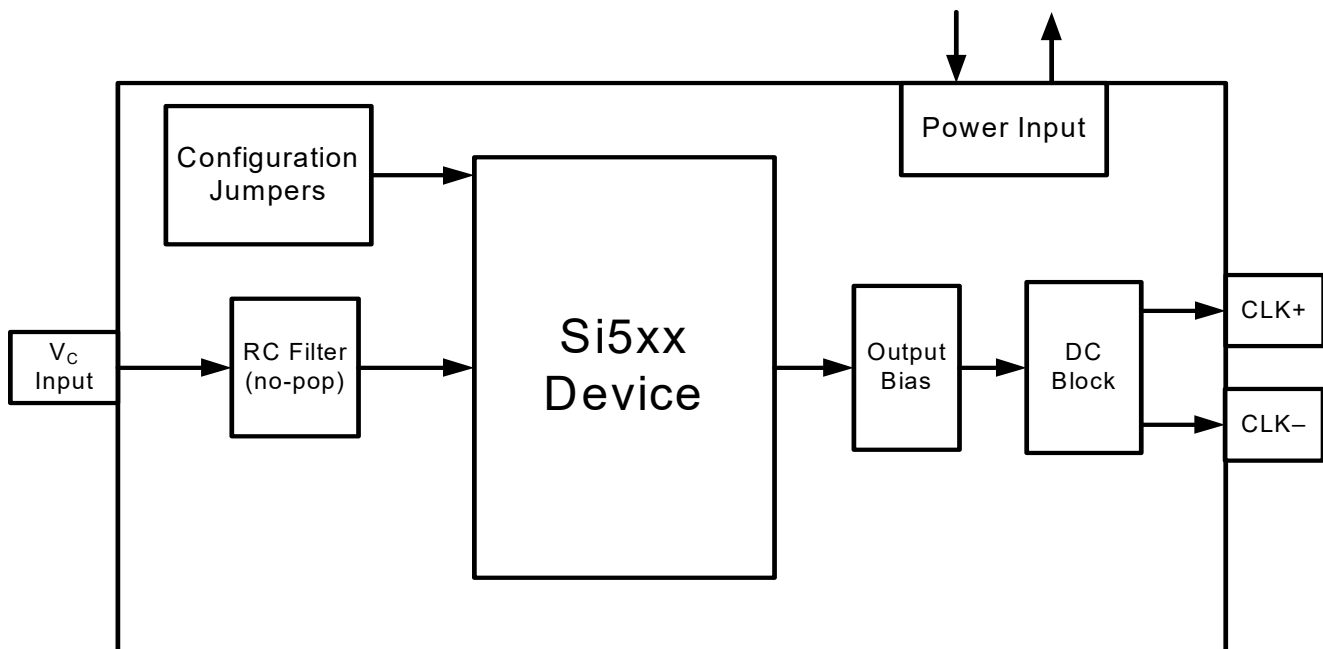 Power Input
Configuration
Jumpers
Si5xx
Device
V_C
Input
RC Filter
(no-pop)
Output
Bias
DC
Block
CLK+
CLK–